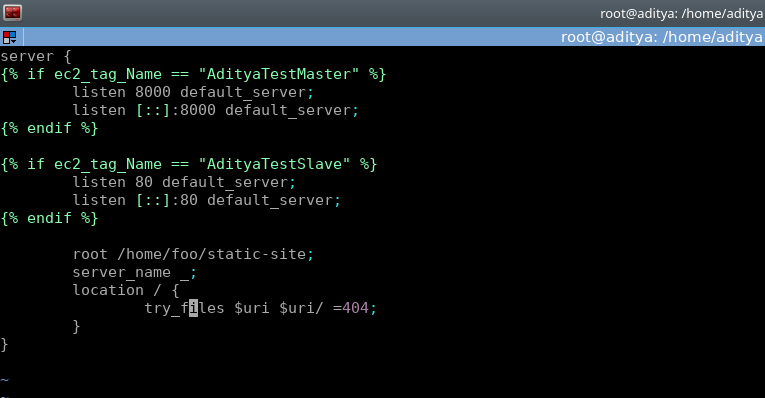 root@aditya: /home/aditya
root@aditya: /home/aditya
server {
{% if ec2_tag_Name == "AdityaTestMaster" %}
        listen 8000 default_server;
        listen [::]:8000 default_server;
{% endif %}

{% if ec2_tag_Name == "AdityaTestSlave" %}
        listen 80 default_server;
        listen [::]:80 default_server;
{% endif %}

        root /home/foo/static-site;
        server_name _;
        location / {
                try_files $uri $uri/ =404;
        }
}

~
~